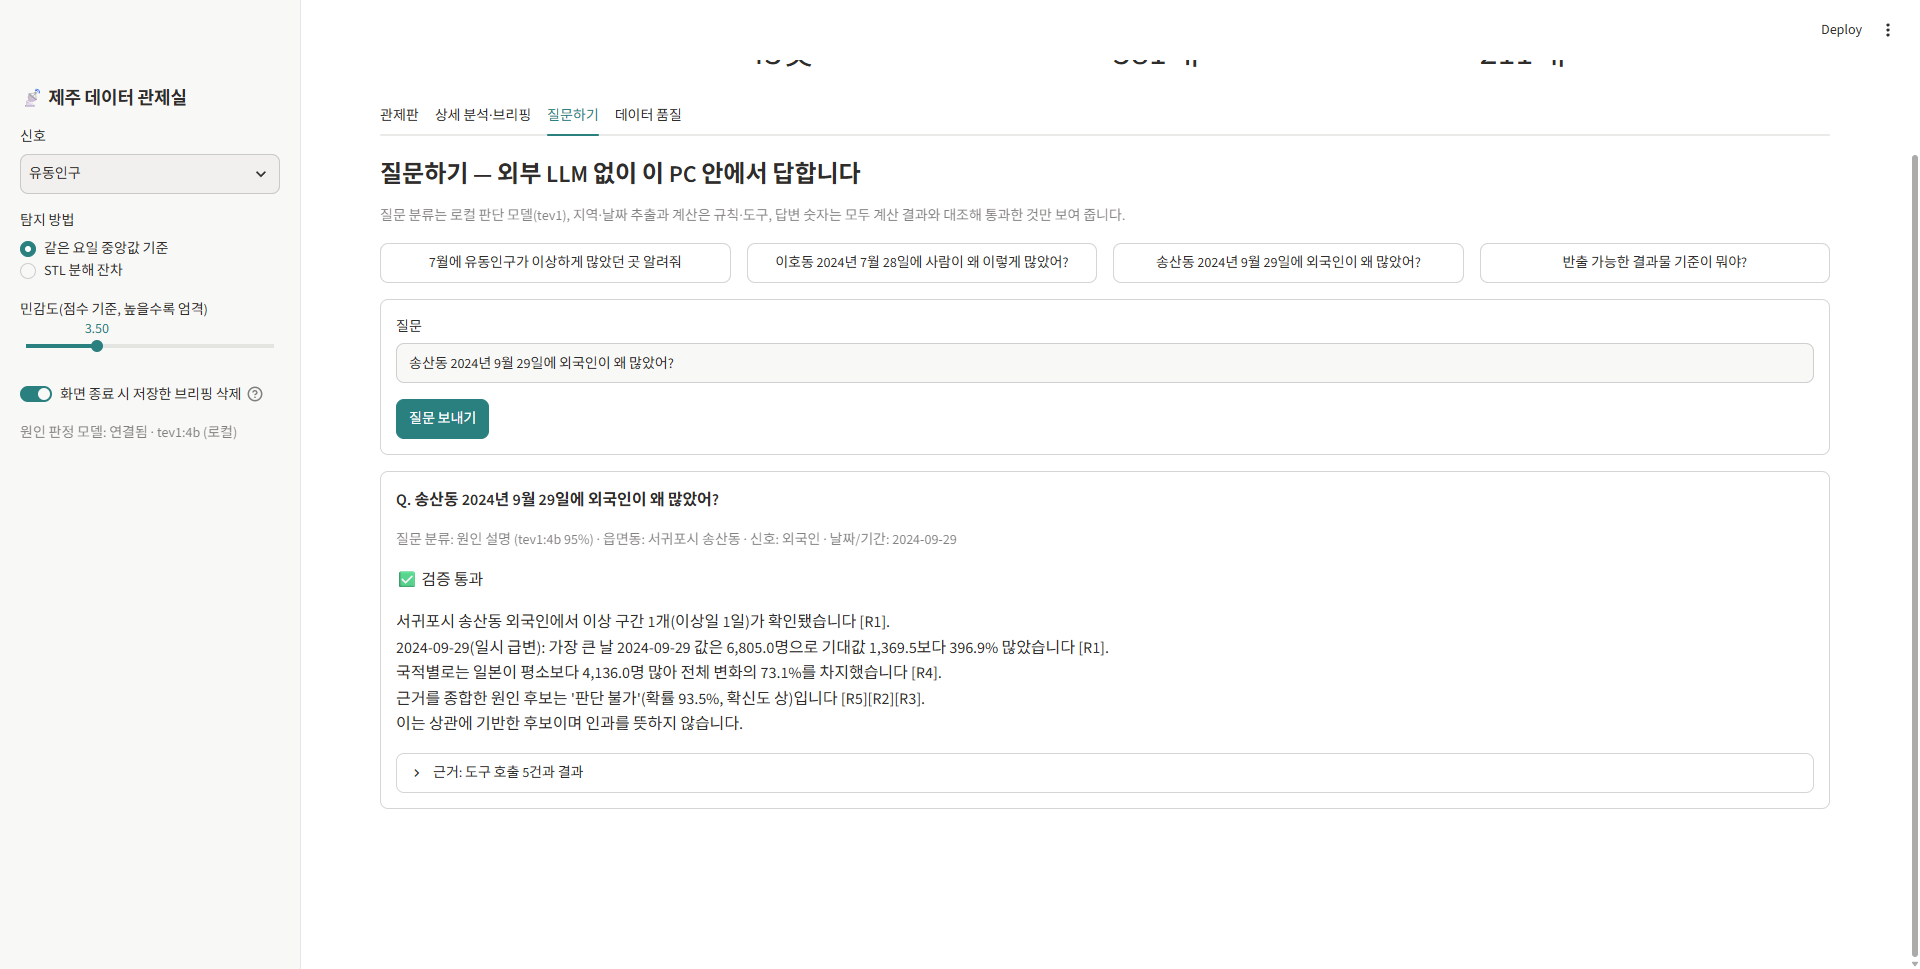 Deploy
제주 데이터 관제실
신호
유동인구
탐지 방법
같은 요일 중앙값 기준
STL 분해 잔차
민감도(점수 기준, 높을수록 엄격)
3.50
화면 종료 시 저장한 브리핑 삭제
원인 판정 모델: 연결됨 · tev1:4b (로컬)
관제판 상세 분석·브리핑 질문하기 데이터 품질
질문하기 — 외부 LLM 없이 이 PC 안에서 답합니다
질문 분류는 로컬 판단 모델(tev1), 지역·날짜 추출과 계산은 규칙·도구, 답변 숫자는 모두 계산 결과와 대조해 통과한 것만 보여 줍니다.
7월에 유동인구가 이상하게 많았던 곳 알려줘
이호동 2024년 7월 28일에 사람이 왜 이렇게 많았어?
송산동 2024년 9월 29일에 외국인이 왜 많았어?
반출 가능한 결과물 기준이 뭐야?
질문
송산동 2024년 9월 29일에 외국인이 왜 많았어?
질문 보내기
Q. 송산동 2024년 9월 29일에 외국인이 왜 많았어?
질문 분류: 원인 설명 (tev1:4b 95%) · 읍면동: 서귀포시 송산동 · 신호: 외국인 · 날짜/기간: 2024-09-29
✅ 검증 통과
서귀포시 송산동 외국인에서 이상 구간 1개(이상일 1일)가 확인됐습니다 [R1].
2024-09-29(일시 급변): 가장 큰 날 2024-09-29 값은 6,805.0명으로 기대값 1,369.5보다 396.9% 많았습니다 [R1].
국적별로는 일본이 평소보다 4,136.0명 많아 전체 변화의 73.1%를 차지했습니다 [R4].
근거를 종합한 원인 후보는 '판단 불가'(확률 93.5%, 확신도 상)입니다 [R5][R2][R3].
이는 상관에 기반한 후보이며 인과를 뜻하지 않습니다.
근거: 도구 호출 5건과 결과